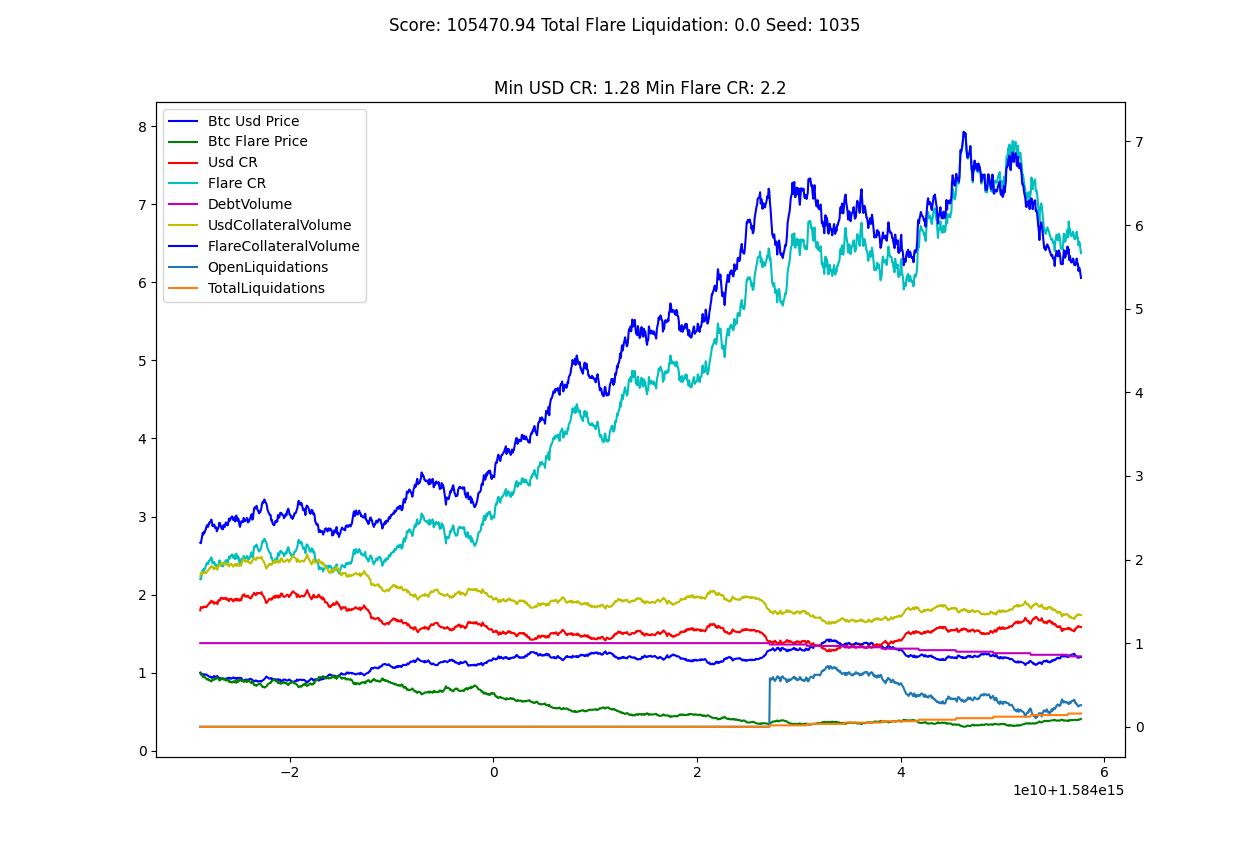 Score: 105470.94 Total Flare Liquidation: 0.0 Seed: 1035
Min USD CR: 1.28 Min Flare CR: 2.2
Btc Usd Price
Btc Flare Price
Usd CR
Flare CR
DebtVolume
UsdCollateralVolume
FlareCollateralVolume
OpenLiquidations
TotalLiquidations
8
7
6
5
4
3
2
1
0
7
6
5
4
3
2
1
0
−2
0
2
4
6
1e10+1.584e15